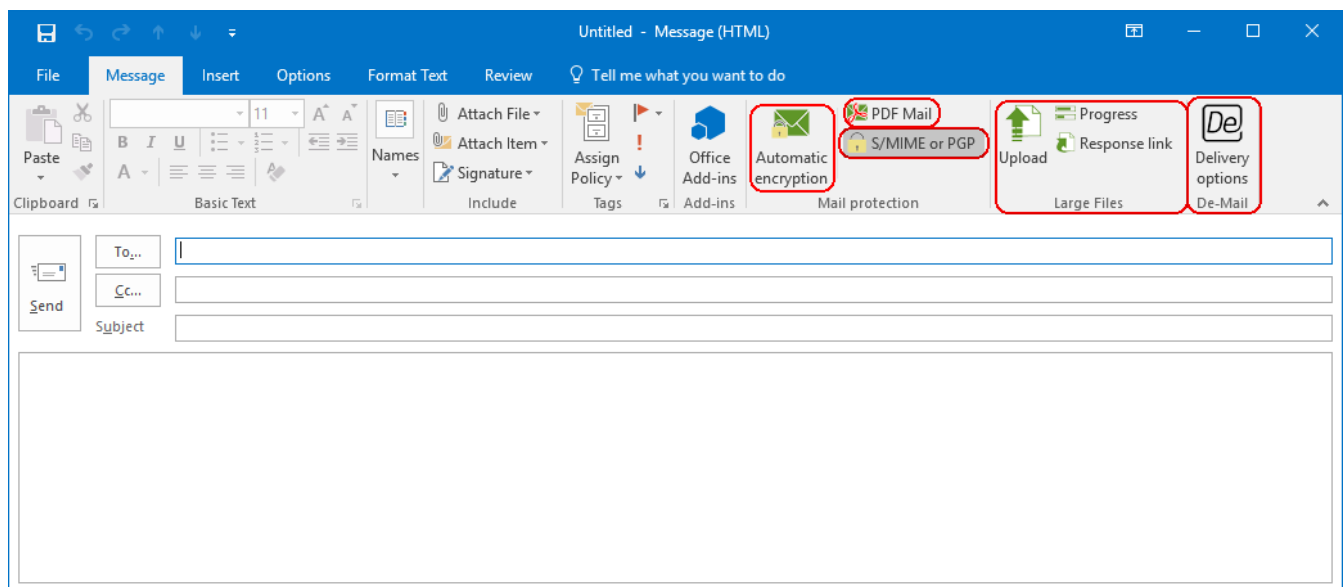 Untitled - Message (HTML)
File Message Insert Options Format Text Review Tell me what you want to do
Paste
Clipboard
11
B I U
A
Basic Text
Names
Attach File
Attach Item
Signature
Include
Assign
Policy
Tags
Office
Add-ins
Add-ins
Automatic
encryption
PDF Mail
S/MIME or PGP
Mail protection
Upload
Progress
Response link
Large Files
De
Delivery
options
De-Mail
Send
To...
Cc...
Subject